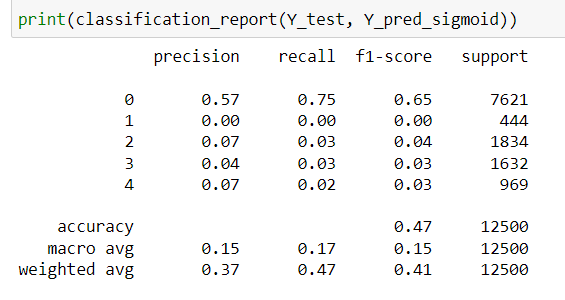 print(classification_report(Y_test, Y_pred_sigmoid))
precision recall f1-score support
0 0.57 0.75 0.65 7621
1 0.00 0.00 0.00 444
2 0.07 0.03 0.04 1834
3 0.04 0.03 0.03 1632
4 0.07 0.02 0.03 969
accuracy 0.47 12500
macro avg 0.15 0.17 0.15 12500
weighted avg 0.37 0.47 0.41 12500